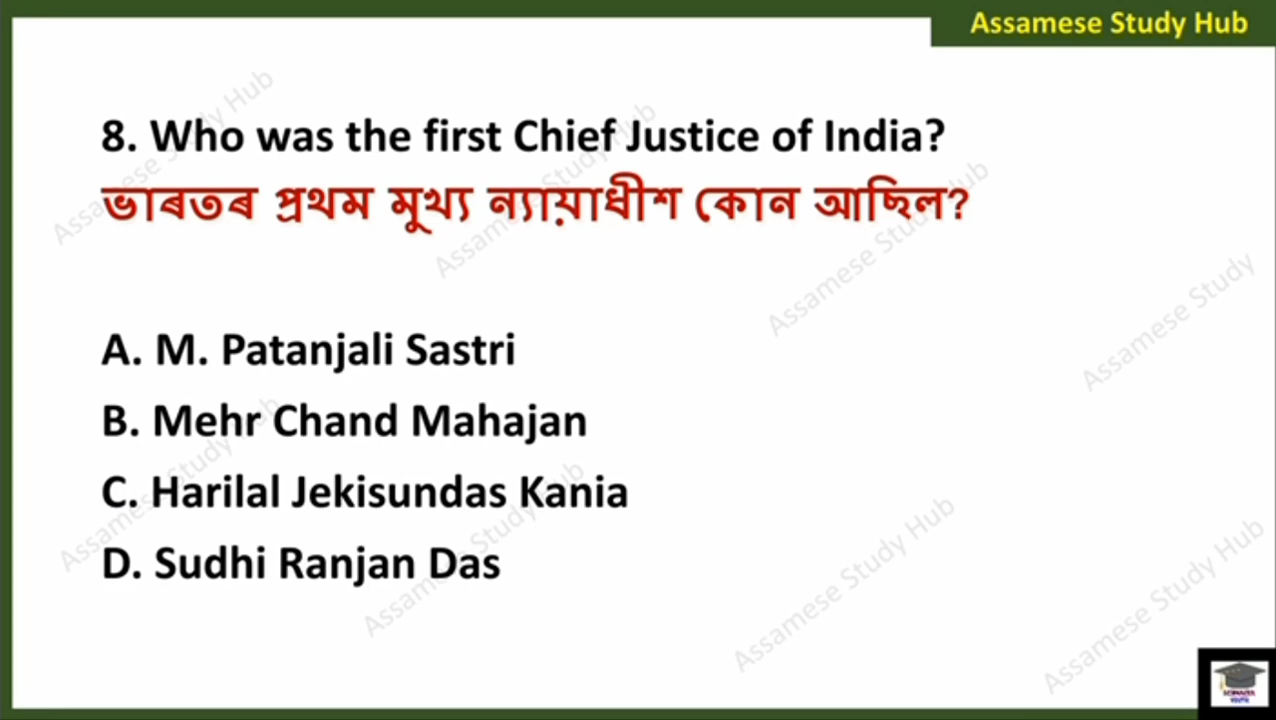 Assamese Study Hub
8. Who was the first Chief Justice of India?
ভাৰতৰ প্ৰথম মুখ্য ন্যায়াধীশ কোন আছিল?
A. M. Patanjali Sastri
B. Mehr Chand Mahajan
C. Harilal Jekisundas Kania
D. Sudhi Ranjan Das